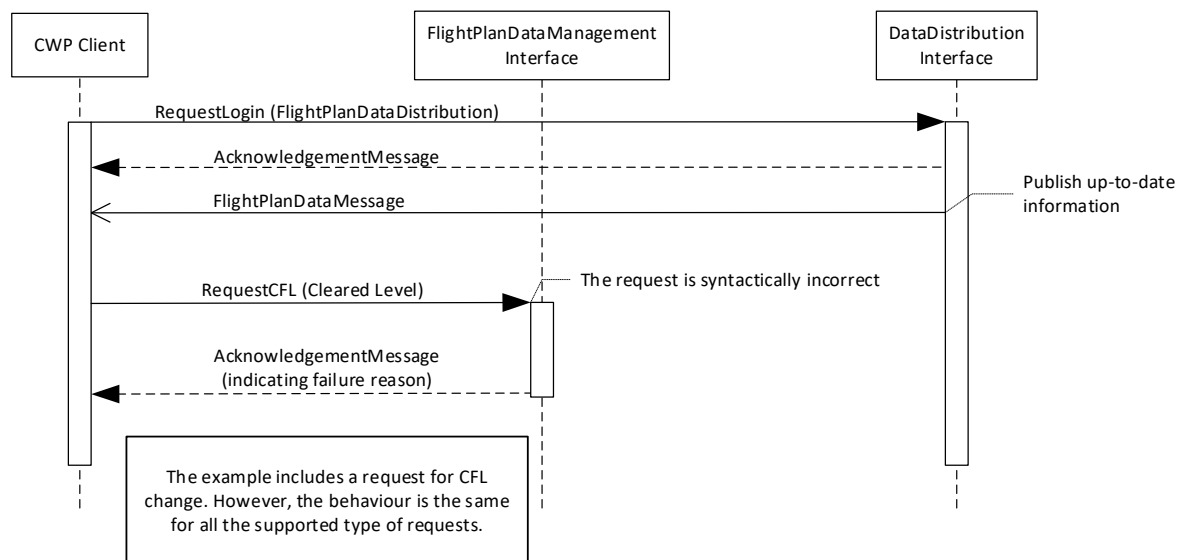 CWP Client
FlightPlanDataManagement
Interface
DataDistribution
Interface
RequestLogin (FlightPlanDataDistribution)
AcknowledgementMessage
FlightPlanDataMessage
Publish up-to-date
information
The request is syntactically incorrect
RequestCFL (Cleared Level)
AcknowledgementMessage
(indicating failure reason)
The example includes a request for CFL
change. However, the behaviour is the same
for all the supported type of requests.